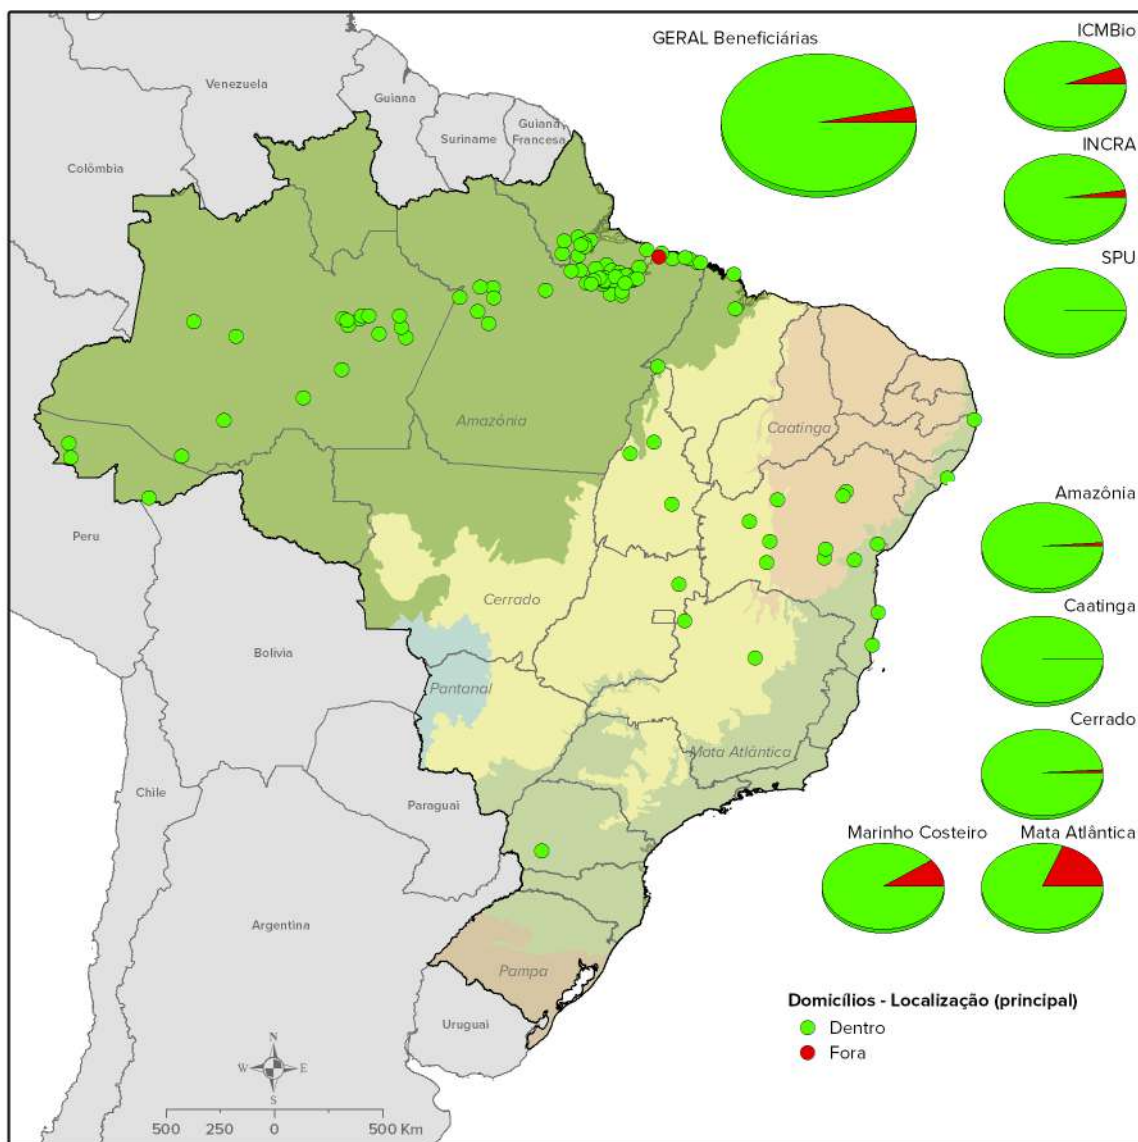 GERAL Beneficiárias
ICMBio
INCRA
SPU
Venezuela
Guiana
Suriname
Guiana
Francesa
Colômbia
Amazônia
Caatinga
Peru
Cerrado
Bolívia
Pantanal
Mata Atlântica
Chile
Paraguai
Argentina
Pampa
Uruguai
Amazônia
Caatinga
Cerrado
Marinho Costeiro
Mata Atlântica
Domicílios - Localização (principal)
Dentro
Fora
N
W
E
S
500 250 0 500 Km